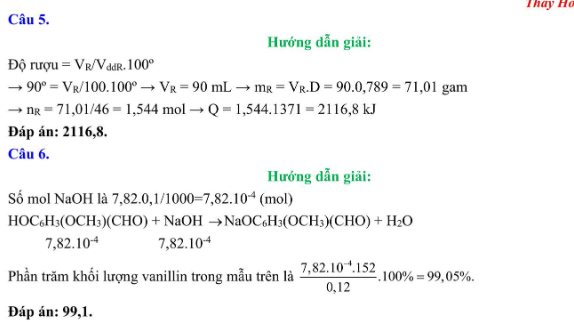 Thầy Hồ
Câu 5.
Hướng dẫn giải:
Độ rượu = V_R/V_ddR.100°
→ 90° = V_R/100.100° → V_R = 90 mL → m_R = V_R.D = 90.0,789 = 71,01 gam
→ n_R = 71,01/46 = 1,544 mol → Q = 1,544.1371 = 2116,8 kJ
Đáp án: 2116,8.
Câu 6.
Hướng dẫn giải:
Số mol NaOH là 7,82.0,1/1000=7,82.10⁻⁴ (mol)
HOC₆H₃(OCH₃)(CHO) + NaOH →NaOC₆H₃(OCH₃)(CHO) + H₂O
7,82.10⁻⁴ 7,82.10⁻⁴
Phần trăm khối lượng vanillin trong mẫu trên là 7,82.10⁻⁴.152/0,12 .100% = 99,05%.
Đáp án: 99,1.